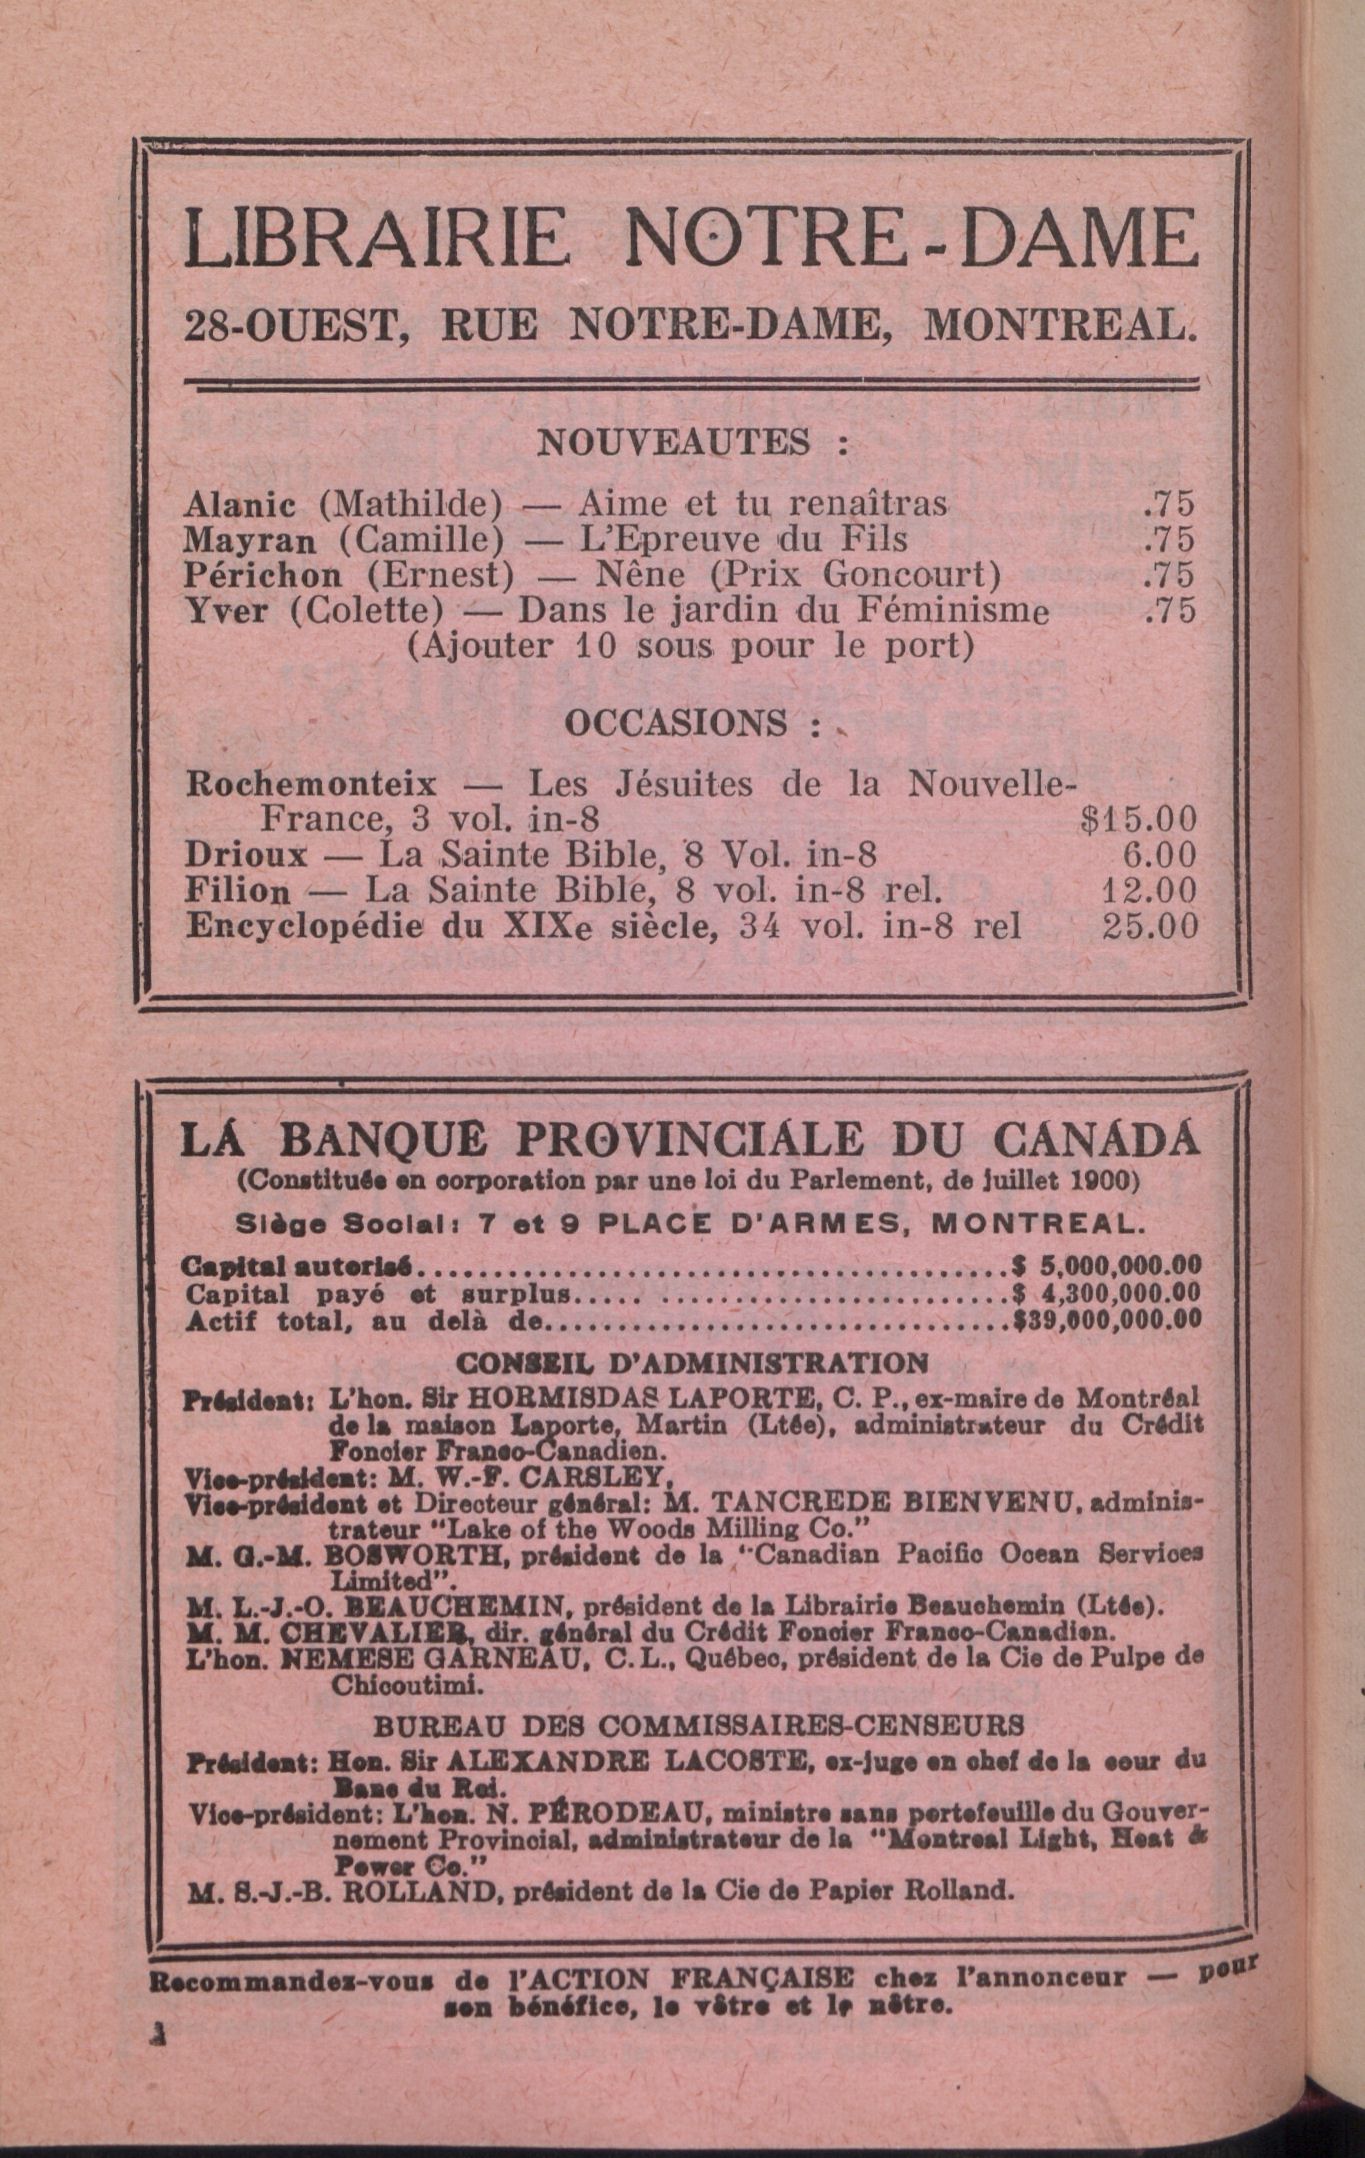 LIBRAIRIE NOTRE-DAME
28-OUEST, RUE NOTRE-DAME, MONTREAL.
NOUVEAUTES :
Alanic (Mathilde) — Aime et tu renaîtras .75
Mayran (Camille) — L'Epreuve du Fils .75
Périchon (Ernest) — Nêne (Prix Goncourt) .75
Yver (Colette) — Dans le jardin du Féminisme .75
(Ajouter 10 sous pour le port)
OCCASIONS :
Rochemonteix — Les Jésuites de la Nouvelle-
France, 3 vol. in-8 $15.00
Drioux — La Sainte Bible, 8 Vol. in-8 6.00
Filion — La Sainte Bible, 8 vol. in-8 rel. 12.00
Encyclopédie du XIXe siècle, 34 vol. in-8 rel 25.00
LA BANQUE PROVINCIALE DU CANADA
(Constituée en corporation par une loi du Parlement, de juillet 1900)
Siège Social: 7 et 9 PLACE D'ARMES, MONTREAL.
Capital autorisé........................................$ 5,000,000.00
Capital payé et surplus..... ........................$ 4,300,000.00
Actif total, au delà de................................$39,000,000.00
CONSEIL D'ADMINISTRATION
Président: L'hon. Sir HORMISDAS LAPORTE, C. P., ex-maire de Montréal
de la maison Laporte, Martin (Ltée), administrateur du Crédit
Foncier Franco-Canadien.
Vice-président: M. W.-F. CARSLEY,
Vice-président et Directeur général: M. TANCREDE BIENVENU, adminis-
trateur "Lake of the Woods Milling Co."
M. G.-M. BOSWORTH, président de la "Canadian Pacific Ocean Services
Limited".
M. L.-J.-O. BEAUCHEMIN, président de la Librairie Beauchemin (Ltée).
M. M. CHEVALIER, dir. général du Crédit Foncier Franco-Canadien.
L'hon. NEMESE GARNEAU, C.L., Québec, président de la Cie de Pulpe de
Chicoutimi.
BUREAU DES COMMISSAIRES-CENSEURS
Président: Hon. Sir ALEXANDRE LACOSTE, ex-juge en chef de la cour du
Banc du Roi.
Vice-président: L'hon. N. PÉRODEAU, ministre sans portefeuille du Gouver-
nement Provincial, administrateur de la "Montreal Light, Heat &
Power Co."
M. S.-J.-B. ROLLAND, président de la Cie de Papier Rolland.
Recommandez-vous de l'ACTION FRANÇAISE chez l'annonceur — pour
son bénéfice, le vôtre et le nôtre.